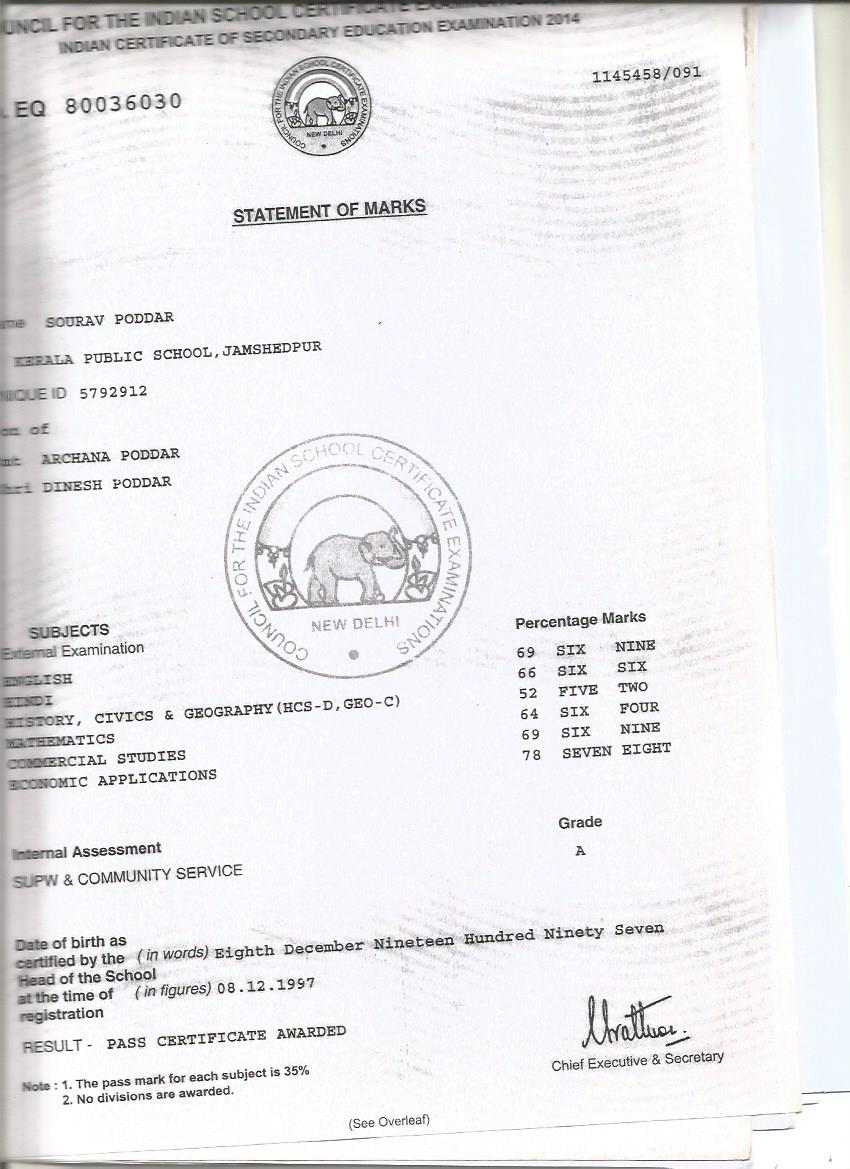 COUNCIL FOR THE INDIAN SCHOOL CERTIFICATE EXAMINATIONS
INDIAN CERTIFICATE OF SECONDARY EDUCATION EXAMINATION 2014
1145458/091
EQ 80036030
COUNCIL FOR THE INDIAN SCHOOL CERTIFICATE EXAMINATIONS
NEW DELHI
STATEMENT OF MARKS
SOURAV PODDAR
KERALA PUBLIC SCHOOL,JAMSHEDPUR
NIQUE ID 5792912
on of
mt ARCHANA PODDAR
hri DINESH PODDAR
COUNCIL FOR THE INDIAN SCHOOL CERTIFICATE EXAMINATIONS
NEW DELHI
SUBJECTS Percentage Marks
External Examination
ENGLISH 69 SIX NINE
HINDI 66 SIX SIX
HISTORY, CIVICS & GEOGRAPHY(HCS-D,GEO-C) 52 FIVE TWO
MATHEMATICS 64 SIX FOUR
COMMERCIAL STUDIES 69 SIX NINE
ECONOMIC APPLICATIONS 78 SEVEN EIGHT
Internal Assessment Grade
SUPW & COMMUNITY SERVICE A
Date of birth as
certified by the (in words) Eighth December Nineteen Hundred Ninety Seven
Head of the School
at the time of (in figures) 08.12.1997
registration
RESULT - PASS CERTIFICATE AWARDED
Chief Executive & Secretary
Note : 1. The pass mark for each subject is 35%
2. No divisions are awarded.
(See Overleaf)